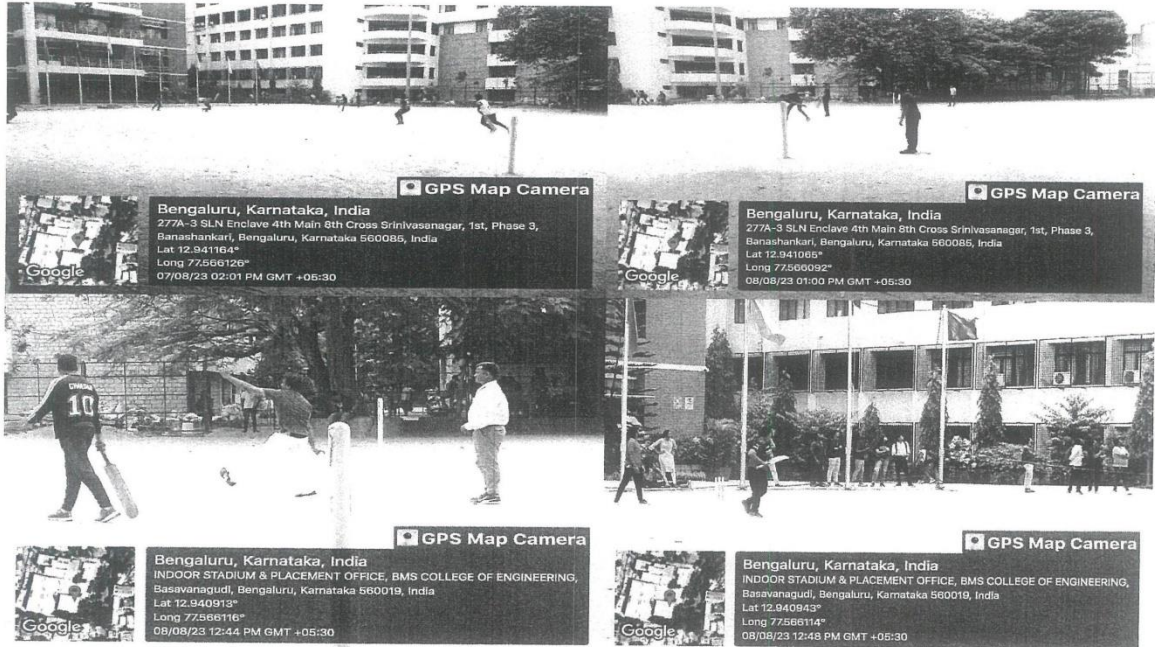 GPS Map Camera
Bengaluru, Karnataka, India
277A-3 SLN Enclave 4th Main 8th Cross Srinivasanagar, 1st, Phase 3,
Banashankari, Bengaluru, Karnataka 560085, India
Lat 12.941164°
Long 77.566126°
07/08/23 02:01 PM GMT +05:30
Google
GPS Map Camera
Bengaluru, Karnataka, India
277A-3 SLN Enclave 4th Main 8th Cross Srinivasanagar, 1st, Phase 3,
Banashankari, Bengaluru, Karnataka 560085, India
Lat 12.941065°
Long 77.566092°
08/08/23 01:00 PM GMT +05:30
Google
10
GPS Map Camera
Bengaluru, Karnataka, India
INDOOR STADIUM & PLACEMENT OFFICE, BMS COLLEGE OF ENGINEERING,
Basavanagudi, Bengaluru, Karnataka 560019, India
Lat 12.940913°
Long 77.566116°
08/08/23 12:44 PM GMT +05:30
Google
GPS Map Camera
Bengaluru, Karnataka, India
INDOOR STADIUM & PLACEMENT OFFICE, BMS COLLEGE OF ENGINEERING,
Basavanagudi, Bengaluru, Karnataka 560019, India
Lat 12.940943°
Long 77.566114°
08/08/23 12:48 PM GMT +05:30
Google